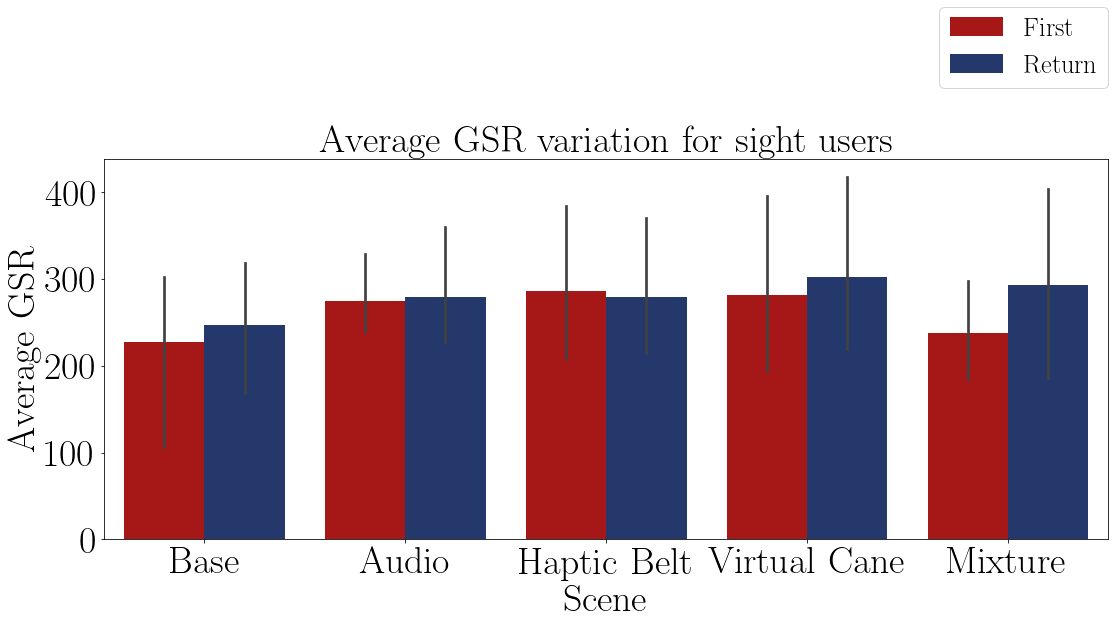 First
Return
Average GSR variation for sight users
Average GSR
400
300
200
100
0
Base
Audio
Haptic Belt
Virtual Cane
Mixture
Scene